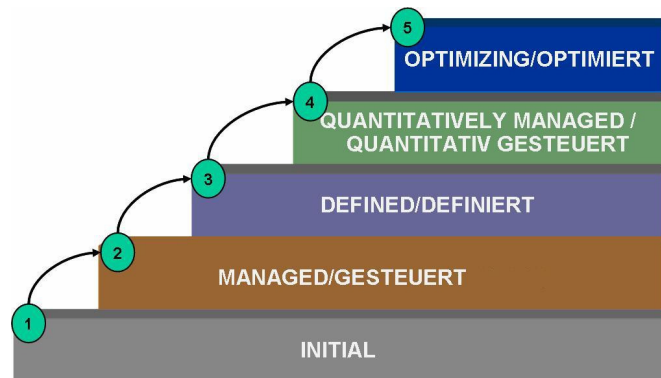 5
OPTIMIZING/OPTIMIERT
4
QUANTITATIVELY MANAGED /
QUANTITATIV GESTEUERT
3
DEFINED/DEFINIERT
2
MANAGED/GESTEUERT
1
INITIAL